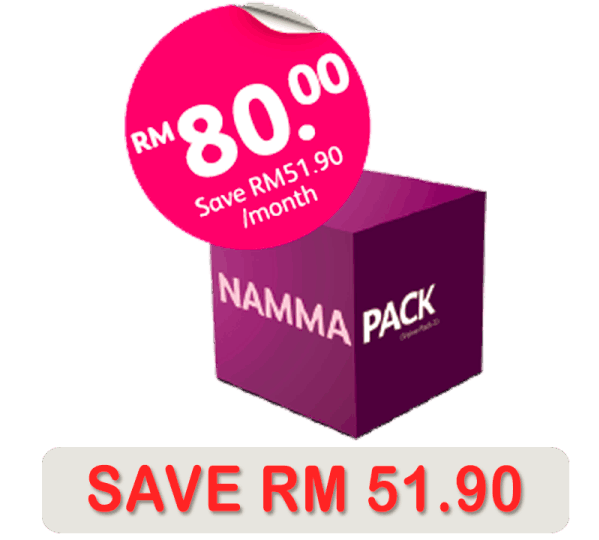 RM 80.00
Save RM51.90
/month
NAMMA PACK
SAVE RM 51.90